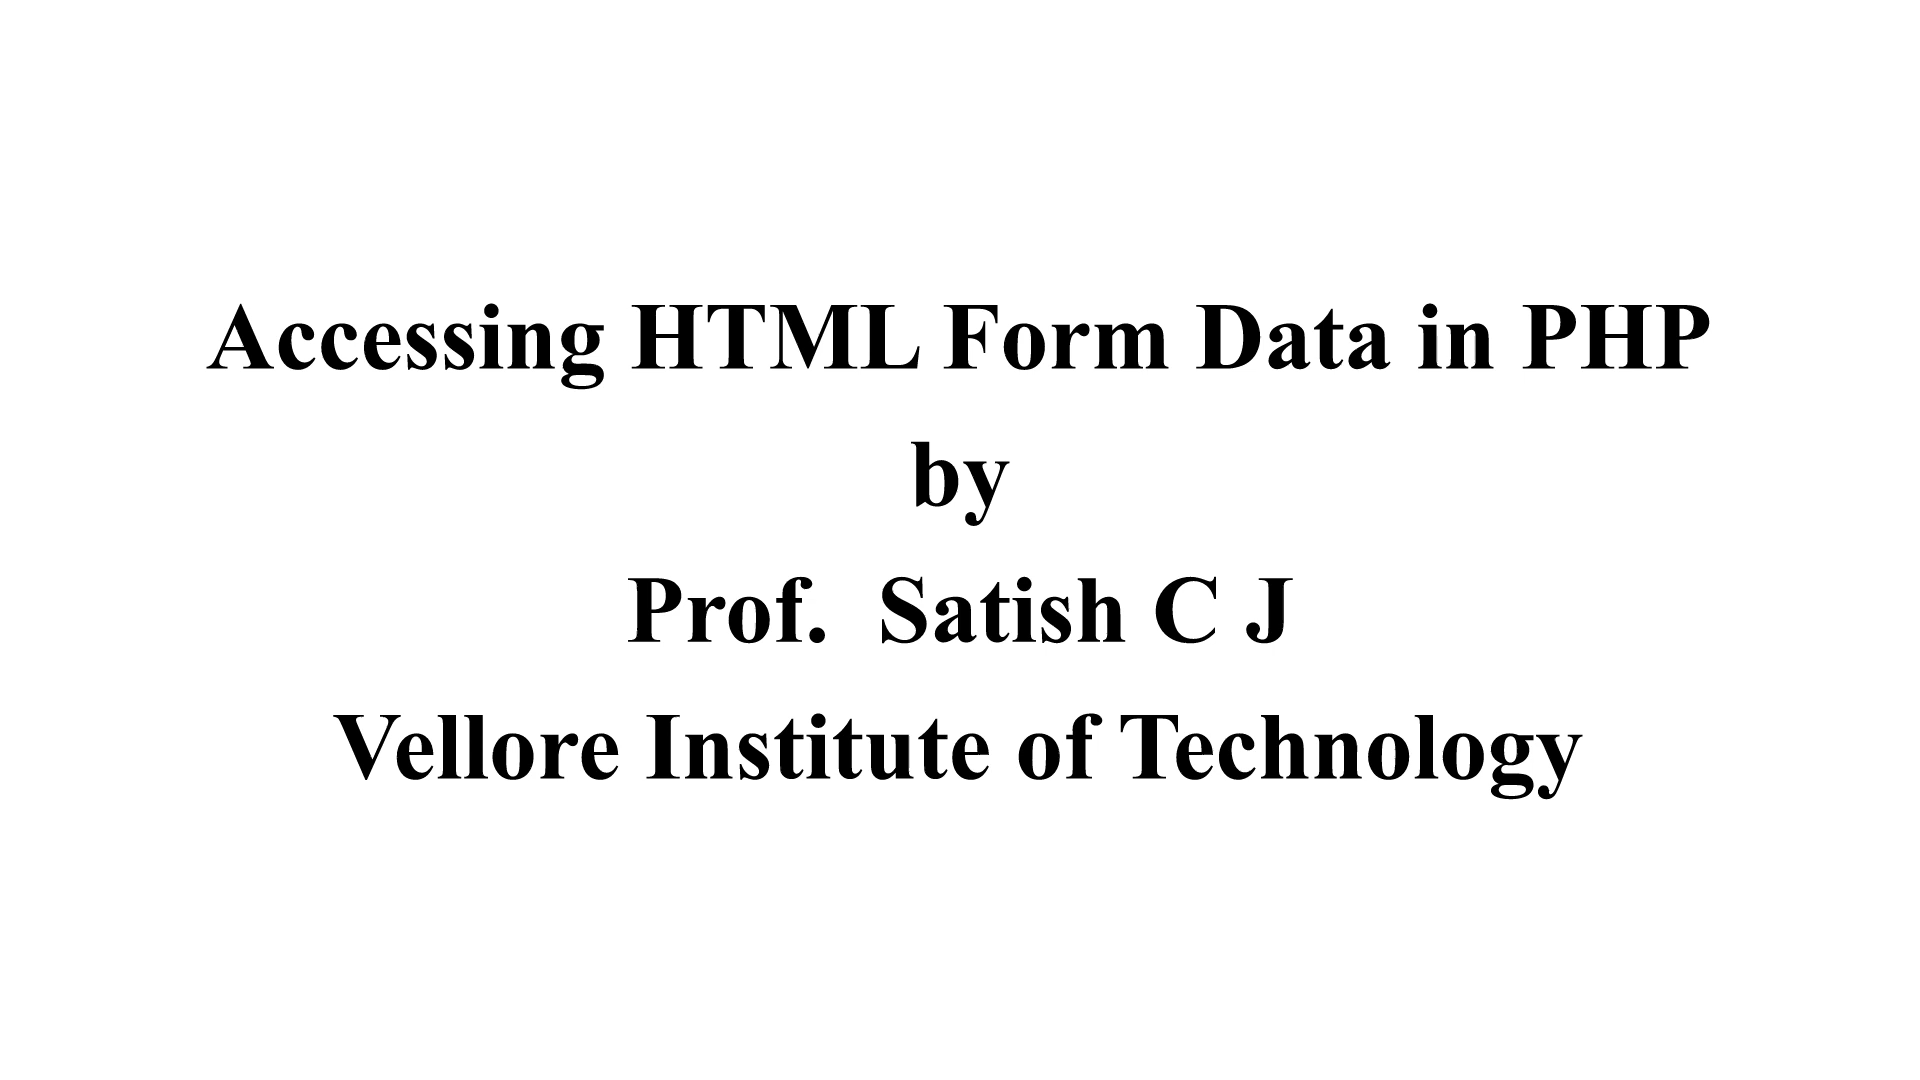 Accessing HTML Form Data in PHP
by
Prof.  Satish C J
Vellore Institute of Technology